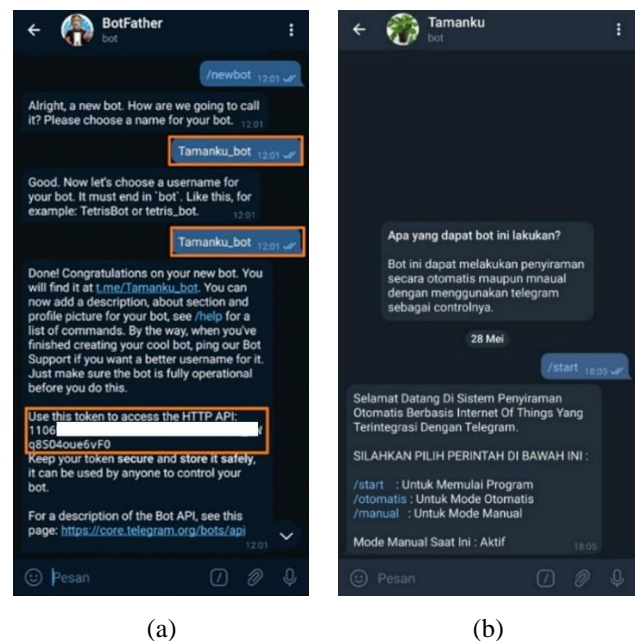 BotFather
bot
/newbot 12:01
Alright, a new bot. How are we going to call
it? Please choose a name for your bot. 12:01
Tamanku_bot 12:01
Good. Now let's choose a username for
your bot. It must end in `bot`. Like this, for
example: TetrisBot or tetris_bot. 12:01
Tamanku_bot 12:01
Done! Congratulations on your new bot. You
will find it at t.me/Tamanku_bot. You can
now add a description, about section and
profile picture for your bot, see /help for a
list of commands. By the way, when you've
finished creating your cool bot, ping our Bot
Support if you want a better username for it.
Just make sure the bot is fully operational
before you do this.
Use this token to access the HTTP API:
1106
q8S04oue6vF0
Keep your token secure and store it safely,
it can be used by anyone to control your
bot.
For a description of the Bot API, see this
page: https://core.telegram.org/bots/api
12:01
Pesan
(a)
Tamanku
bot
Apa yang dapat bot ini lakukan?
Bot ini dapat melakukan penyiraman
secara otomatis maupun mnaual
dengan menggunakan telegram
sebagai controlnya.
28 Mei
/start 18:05
Selamat Datang Di Sistem Penyiraman
Otomatis Berbasis Internet Of Things Yang
Terintegrasi Dengan Telegram.
SILAHKAN PILIH PERINTAH DI BAWAH INI :
/start : Untuk Memulai Program
/otomatis : Untuk Mode Otomatis
/manual : Untuk Mode Manual
Mode Manual Saat Ini : Aktif 18:05
Pesan
(b)